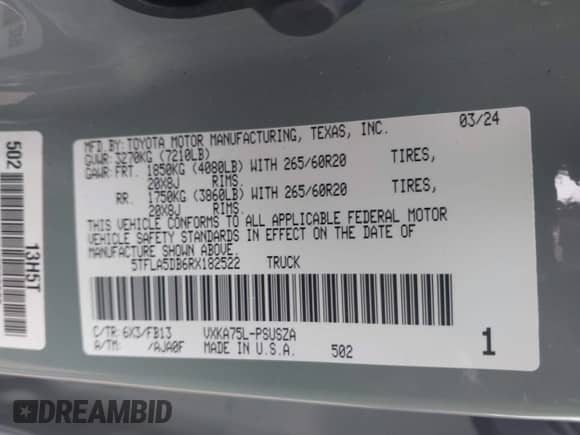 MFD. BY: TOYOTA MOTOR MANUFACTURING, TEXAS, INC. 03/24
GVWR: 3270KG (7210LB)
GAWR: FRT. 1850KG (4080LB) WITH 265/60R20 TIRES,
20X8J RIMS
RR. 1750KG (3860LB) WITH 265/60R20 TIRES,
20X8J RIMS.
THIS VEHICLE CONFORMS TO ALL APPLICABLE FEDERAL MOTOR
VEHICLE SAFETY STANDARDS IN EFFECT ON THE DATE OF
MANUFACTURE SHOWN ABOVE.
5TFLA5DB6RX182522 TRUCK
C/TR: 6X3/FB13 VXKA75L-PSUSZA
A/TM: /AJA0F MADE IN U.S.A. 502 1
502
13H5T
DREAMBID